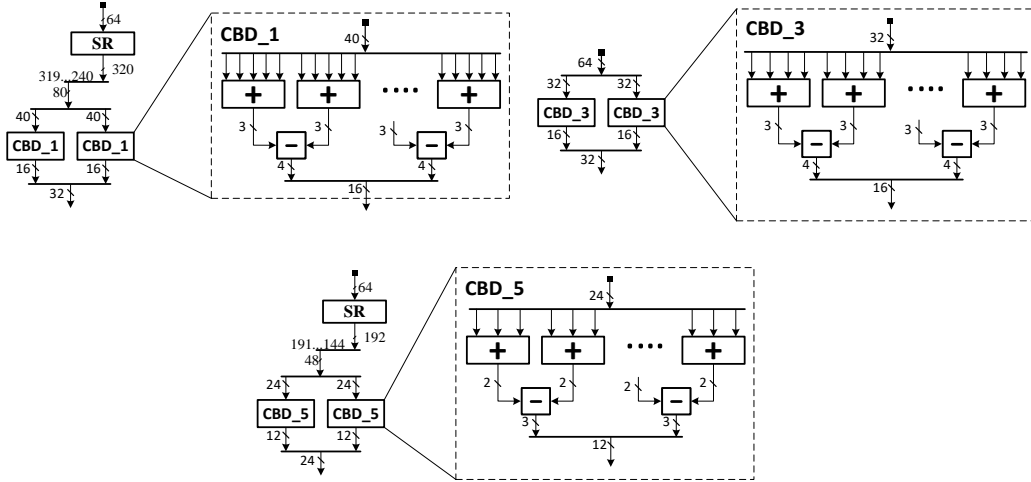 64
SR
320
319...240
80
40 40
CBD_1 CBD_1
16 16
32
CBD_1
40
+ + •••• +
3 3 3 3
− −
4 4
16
64
32 32
CBD_3 CBD_3
16 16
32
CBD_3
32
+ + •••• +
3 3 3 3
− −
4 4
16
64
SR
192
191...144
48
24 24
CBD_5 CBD_5
12 12
24
CBD_5
24
+ + •••• +
2 2 2 2
− −
3 3
12